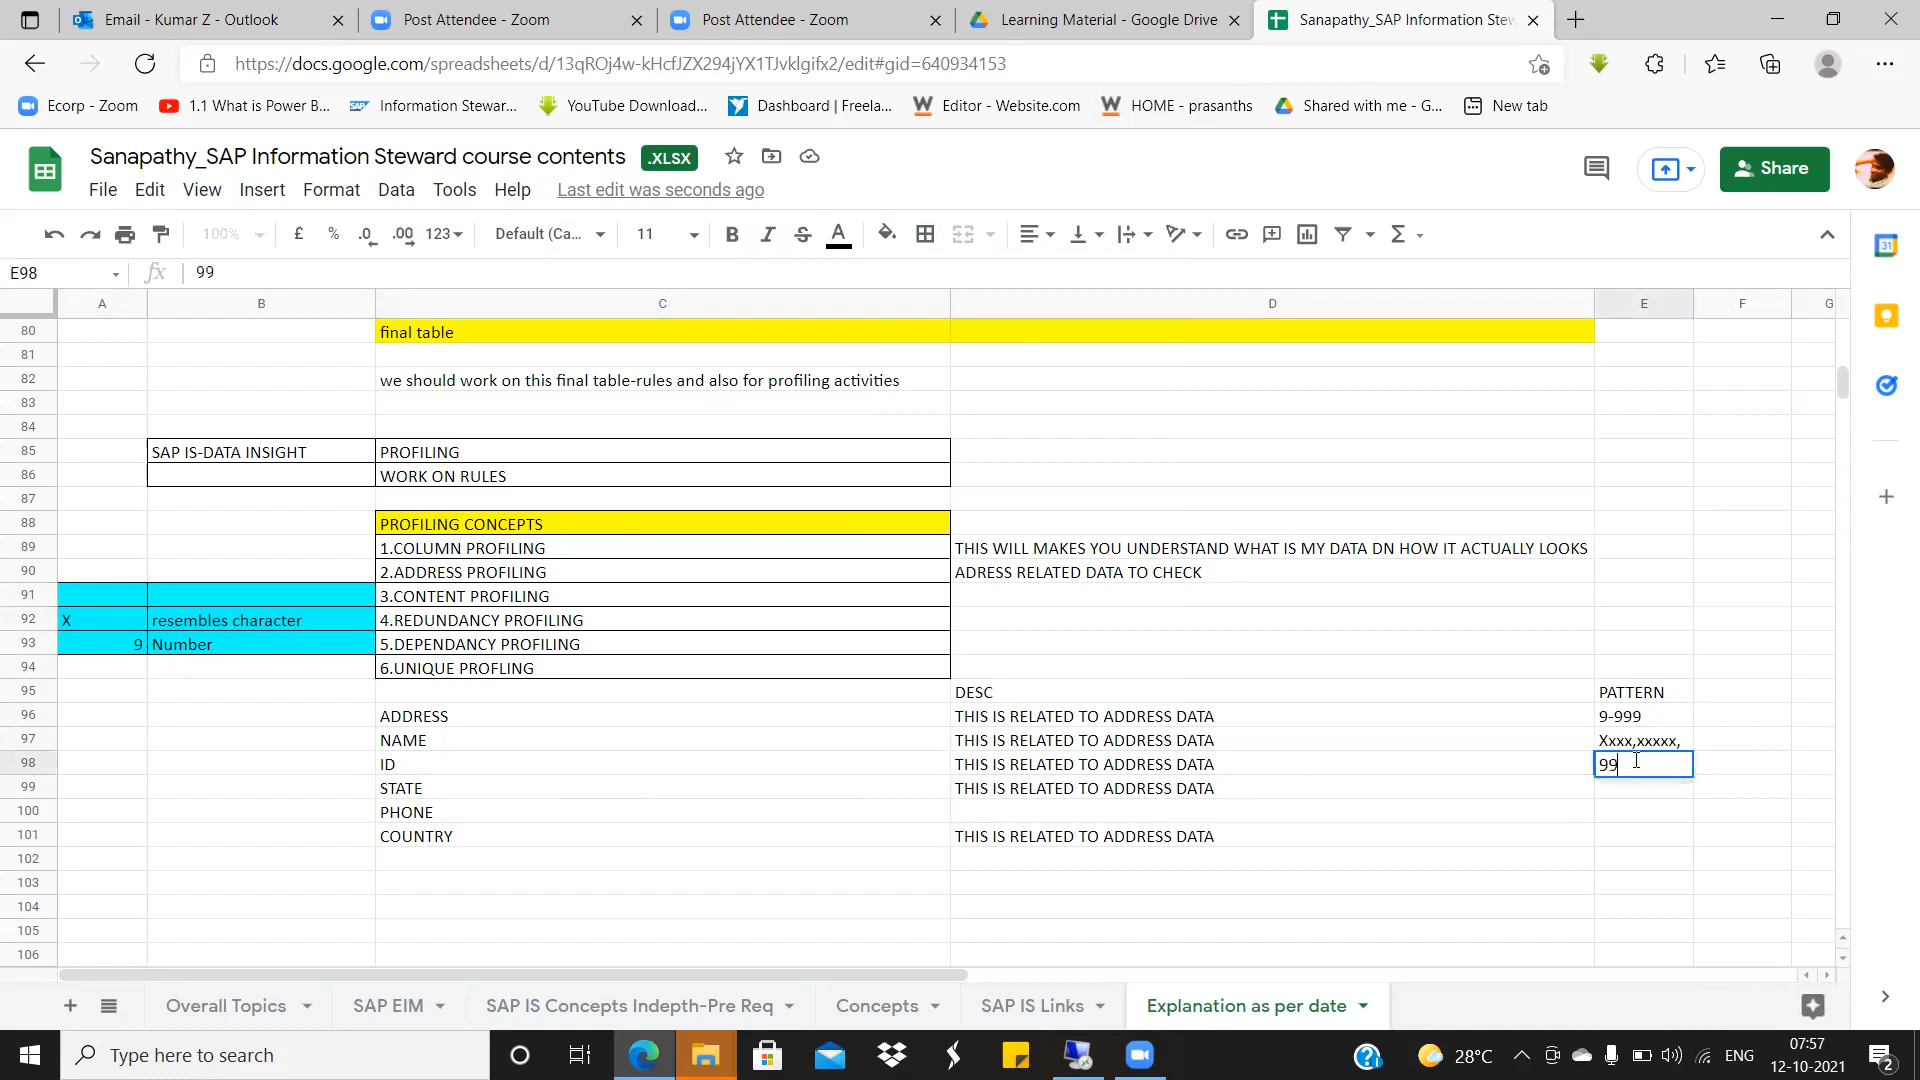 Email - Kumar Z - Outlook
Post Attendee - Zoom
Post Attendee - Zoom
Learning Material - Google Drive
Sanapathy_SAP Information Stew
https://docs.google.com/spreadsheets/d/13qROj4w-kHcfJZX294jYX1TJvklgifx2/edit#gid=640934153
Ecorp - Zoom
1.1 What is Power B...
Information Stewar...
YouTube Download...
Dashboard | Freela...
Editor - Website.com
HOME - prasanths
Shared with me - G...
New tab
Sanapathy_SAP Information Steward course contents .XLSX
Share
File Edit View Insert Format Data Tools Help Last edit was seconds ago
100% £ % .0 .00 123 Default (Ca... 11 B I S A Σ
E98 fx 99
31
A B C D E F G
80 final table
81
82 we should work on this final table-rules and also for profiling activities
83
84
85 SAP IS-DATA INSIGHT PROFILING
86 WORK ON RULES
87
88 PROFILING CONCEPTS
89 1.COLUMN PROFILING THIS WILL MAKES YOU UNDERSTAND WHAT IS MY DATA DN HOW IT ACTUALLY LOOKS
90 2.ADDRESS PROFILING ADRESS RELATED DATA TO CHECK
91 3.CONTENT PROFILING
92 X resembles character 4.REDUNDANCY PROFILING
93 9 Number 5.DEPENDANCY PROFILING
94 6.UNIQUE PROFLING
95 DESC PATTERN
96 ADDRESS THIS IS RELATED TO ADDRESS DATA 9-999
97 NAME THIS IS RELATED TO ADDRESS DATA Xxxx,xxxxx,
98 ID THIS IS RELATED TO ADDRESS DATA 99
99 STATE THIS IS RELATED TO ADDRESS DATA
100 PHONE
101 COUNTRY THIS IS RELATED TO ADDRESS DATA
102
103
104
105
106
Overall Topics SAP EIM SAP IS Concepts Indepth-Pre Req Concepts SAP IS Links Explanation as per date
Type here to search
28°C
ENG
07:57
12-10-2021
2